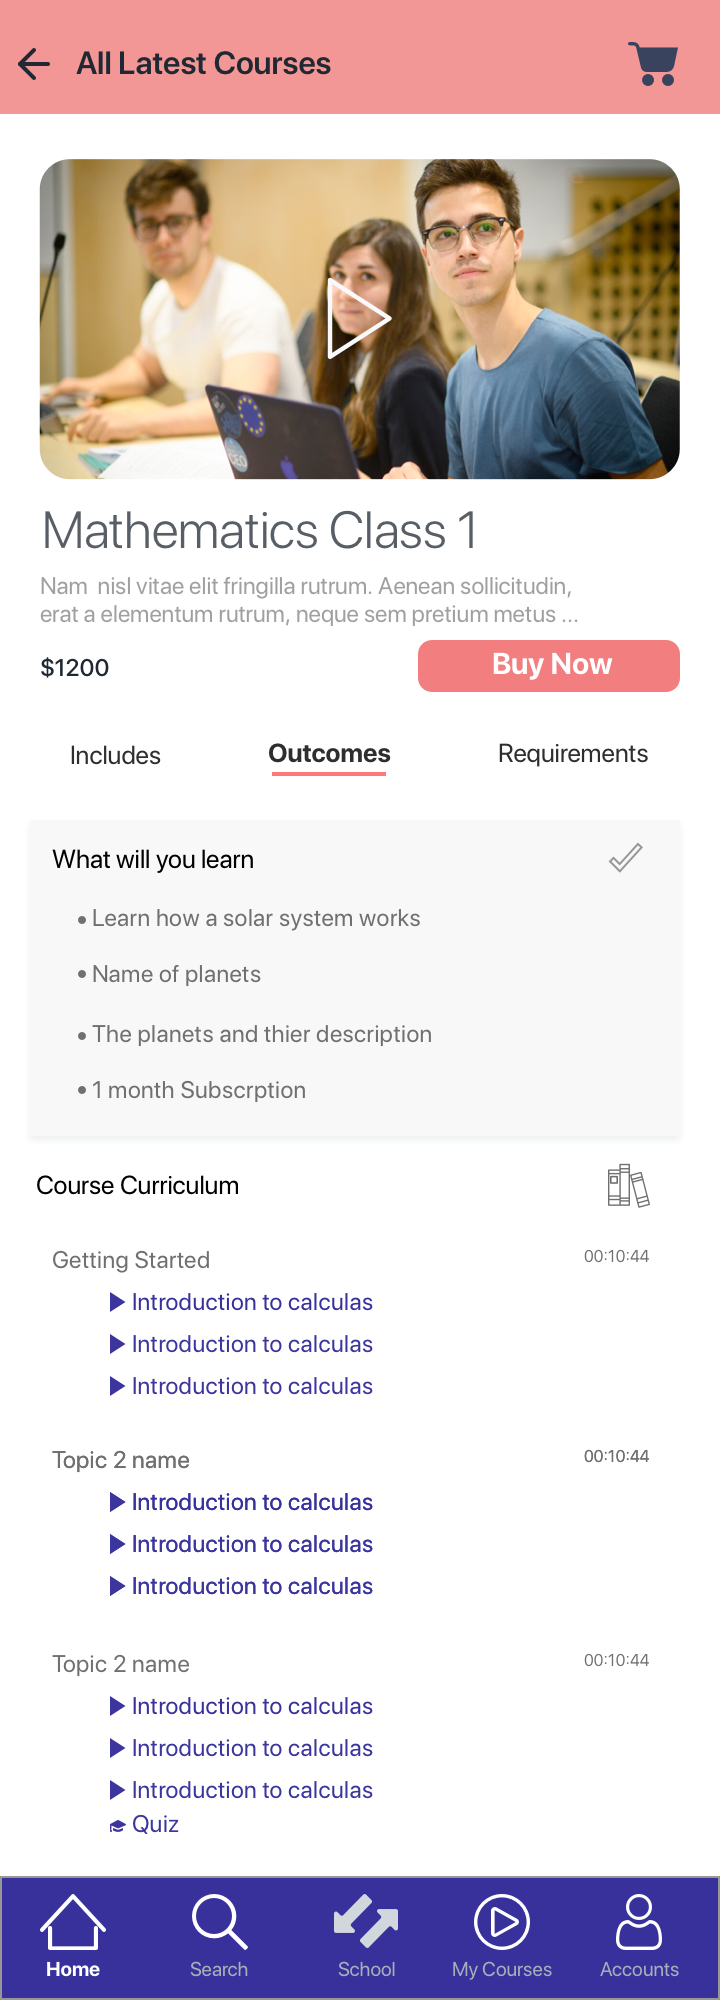 All Latest Courses
Mathematics Class 1
Nam nisl vitae elit fringilla rutrum. Aenean sollicitudin,
erat a elementum rutrum, neque sem pretium metus ...
$1200
Buy Now
Includes
Outcomes
Requirements
What will you learn
• Learn how a solar system works
• Name of planets
• The planets and thier description
• 1 month Subscrption
Course Curriculum
Getting Started
00:10:44
Introduction to calculas
Introduction to calculas
Introduction to calculas
Topic 2 name
00:10:44
Introduction to calculas
Introduction to calculas
Introduction to calculas
Topic 2 name
00:10:44
Introduction to calculas
Introduction to calculas
Introduction to calculas
Quiz
Home
Search
School
My Courses
Accounts